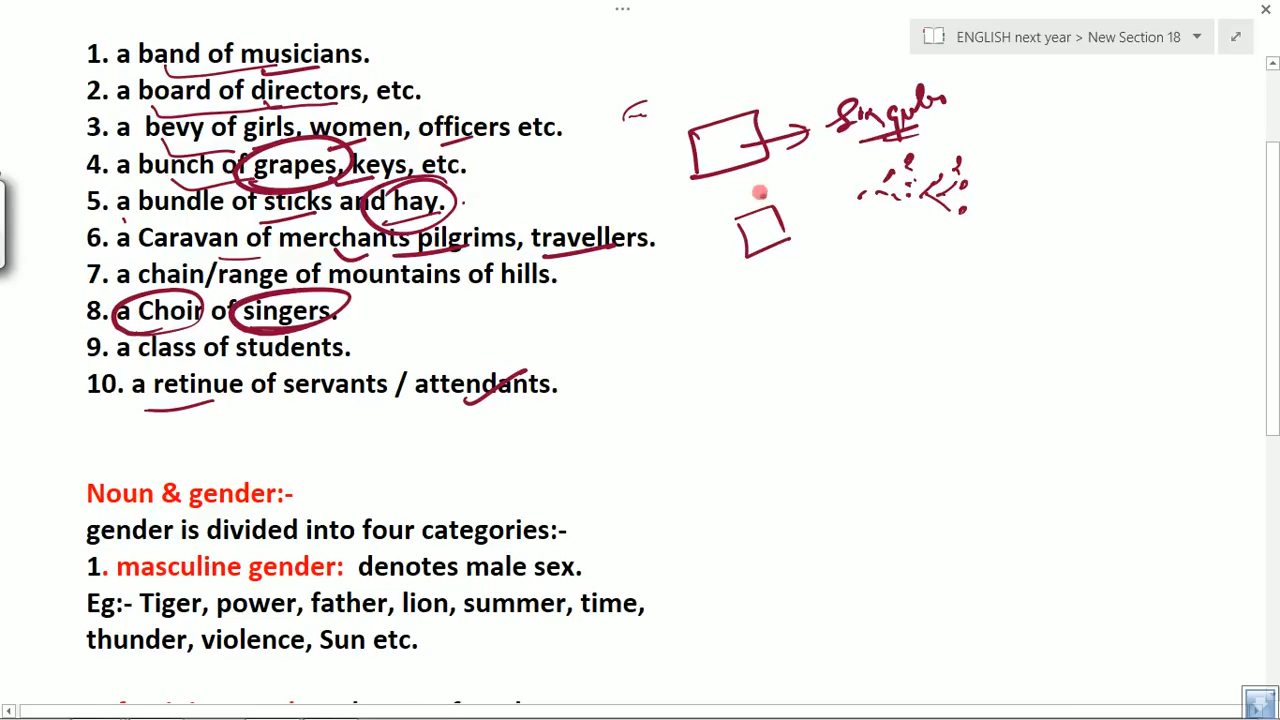 ENGLISH next year > New Section 18
1. a band of musicians.
2. a board of directors, etc.
3. a bevy of girls, women, officers etc.
4. a bunch of grapes, keys, etc.
5. a bundle of sticks and hay.
6. a Caravan of merchants pilgrims, travellers.
7. a chain/range of mountains of hills.
8. a Choir of singers.
9. a class of students.
10. a retinue of servants / attendants.
Singular
Noun & gender:-
gender is divided into four categories:-
1. masculine gender: denotes male sex.
Eg:- Tiger, power, father, lion, summer, time,
thunder, violence, Sun etc.